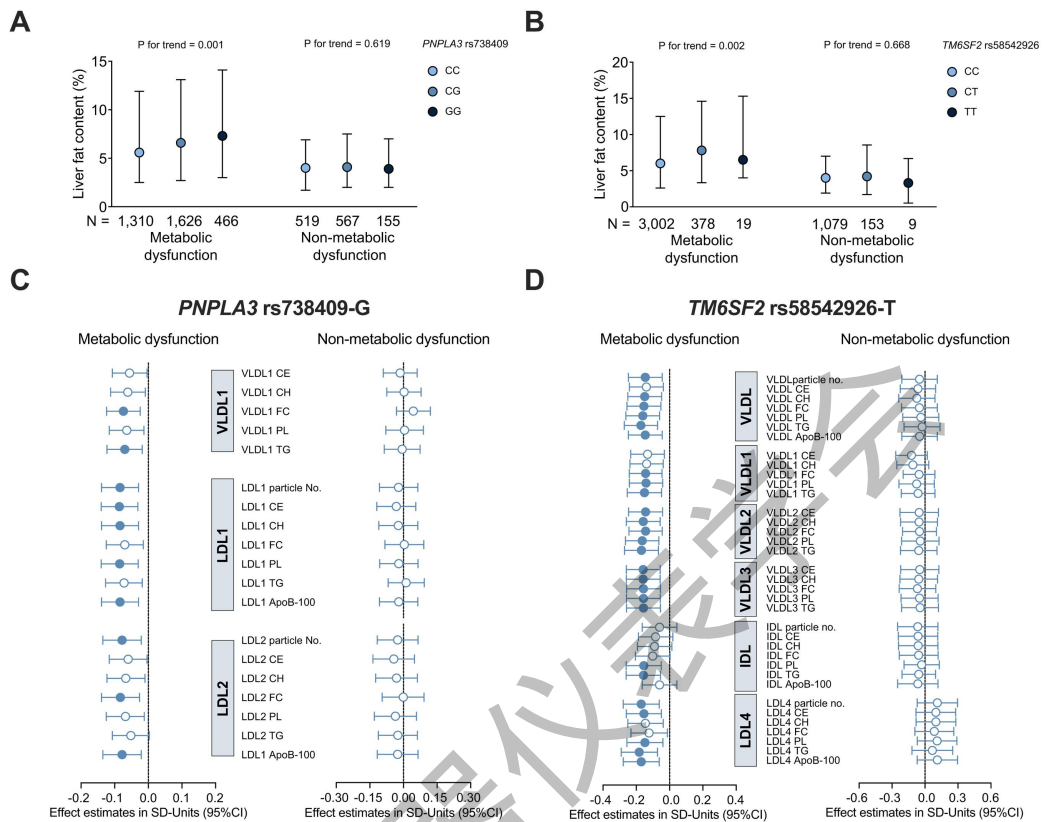 A
P for trend = 0.001
P for trend = 0.619
PNPLA3 rs738409
CC
CG
GG
Liver fat content (%)
15
10
5
0
N = 1,310 1,626 466 519 567 155
Metabolic dysfunction
Non-metabolic dysfunction
B
P for trend = 0.002
P for trend = 0.668
TM6SF2 rs58542926
CC
CT
TT
Liver fat content (%)
20
15
10
5
0
N = 3,002 378 19 1,079 153 9
Metabolic dysfunction
Non-metabolic dysfunction
C
PNPLA3 rs738409-G
Metabolic dysfunction
Non-metabolic dysfunction
VLDL1
VLDL1 CE
VLDL1 CH
VLDL1 FC
VLDL1 PL
VLDL1 TG
LDL1
LDL1 particle No.
LDL1 CE
LDL1 CH
LDL1 FC
LDL1 PL
LDL1 TG
LDL1 ApoB-100
LDL2
LDL2 particle No.
LDL2 CE
LDL2 CH
LDL2 FC
LDL2 PL
LDL2 TG
LDL1 ApoB-100
-0.2 -0.1 0.0 0.1 0.2
Effect estimates in SD-Units (95%CI)
-0.30 -0.15 0.00 0.15 0.30
Effect estimates in SD-Units (95%CI)
D
TM6SF2 rs58542926-T
Metabolic dysfunction
Non-metabolic dysfunction
VLDL
VLDLparticle no.
VLDL CE
VLDL CH
VLDL FC
VLDL PL
VLDL TG
VLDL ApoB-100
VLDL1
VLDL1 CE
VLDL1 CH
VLDL1 FC
VLDL1 PL
VLDL1 TG
VLDL2
VLDL2 CE
VLDL2 CH
VLDL2 FC
VLDL2 PL
VLDL2 TG
VLDL3
VLDL3 CE
VLDL3 CH
VLDL3 FC
VLDL3 PL
VLDL3 TG
IDL
IDL particle no.
IDL CE
IDL CH
IDL FC
IDL PL
IDL TG
IDL ApoB-100
LDL4
LDL4 particle no.
LDL4 CE
LDL4 CH
LDL4 FC
LDL4 PL
LDL4 TG
LDL4 ApoB-100
-0.4 -0.2 0.0 0.2 0.4
Effect estimates in SD-Units (95%CI)
-0.6 -0.3 0.0 0.3 0.6
Effect estimates in SD-Units (95%CI)
仪表学会